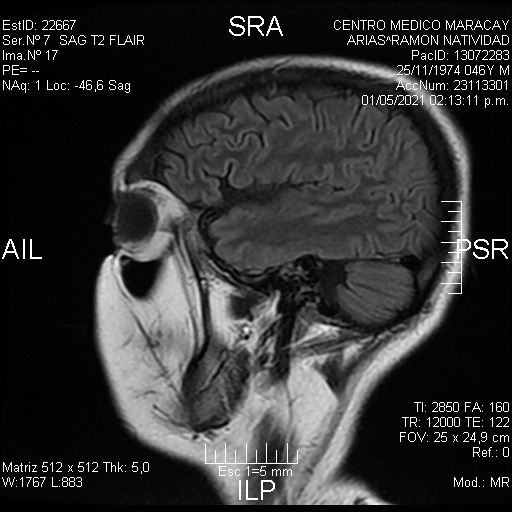 EstID: 22667
Ser.Nº 7 SAG T2 FLAIR
Ima.Nº 17
PE= --
NAq: 1 Loc: -46,6 Sag
SRA
CENTRO MEDICO MARACAY
ARIAS^RAMON NATIVIDAD
PacID: 13072283
25/11/1974 046Y M
AccNum: 23113301
01/05/2021 02:13:11 p.m.
AIL
PSR
TI: 2850 FA: 160
TR: 12000 TE: 122
FOV: 25 x 24,9 cm
Ref.: 0
Matriz 512 x 512 Thk: 5,0
W:1767 L:883
Esc 1=5 mm
ILP
Mod.: MR